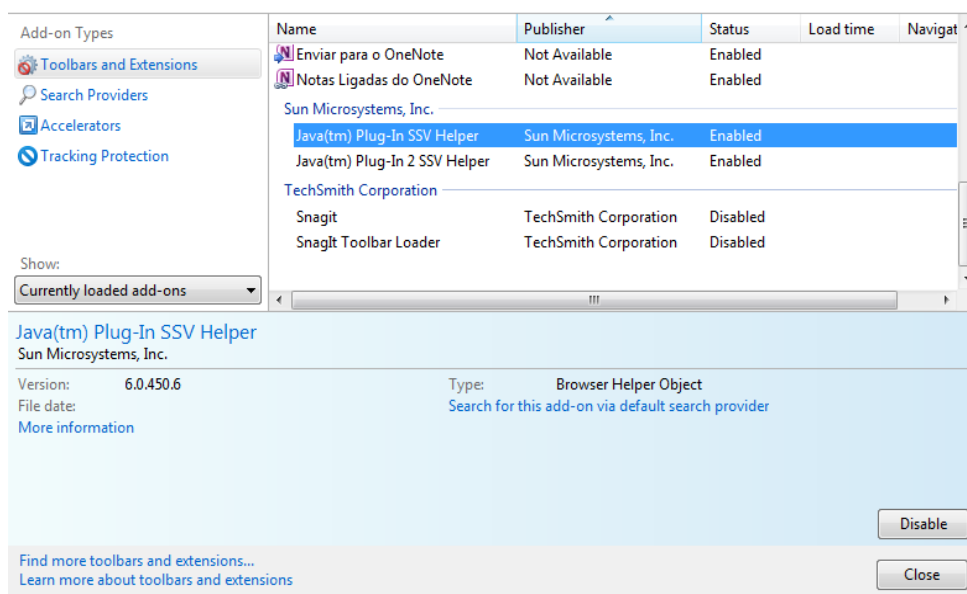 Add-on Types
Toolbars and Extensions
Search Providers
Accelerators
Tracking Protection
Show:
Currently loaded add-ons
Name Publisher Status Load time Navigat
Enviar para o OneNote Not Available Enabled
Notas Ligadas do OneNote Not Available Enabled
Sun Microsystems, Inc.
Java(tm) Plug-In SSV Helper Sun Microsystems, Inc. Enabled
Java(tm) Plug-In 2 SSV Helper Sun Microsystems, Inc. Enabled
TechSmith Corporation
Snagit TechSmith Corporation Disabled
SnagIt Toolbar Loader TechSmith Corporation Disabled
Java(tm) Plug-In SSV Helper
Sun Microsystems, Inc.
Version: 6.0.450.6 Type: Browser Helper Object
File date: Search for this add-on via default search provider
More information
Disable
Find more toolbars and extensions...
Learn more about toolbars and extensions
Close